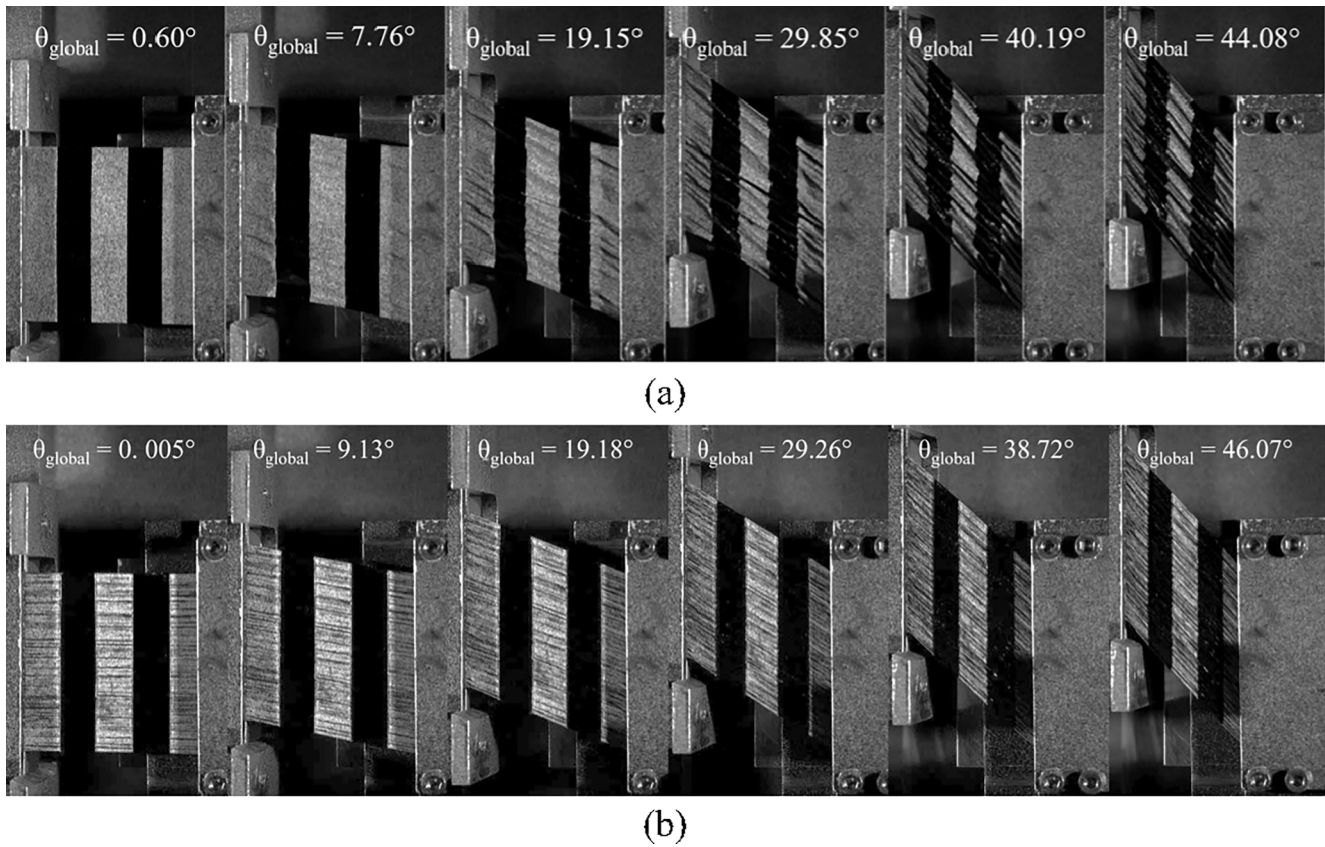 θglobal = 0.60° θglobal = 7.76° θglobal = 19.15° θglobal = 29.85° θglobal = 40.19° θglobal = 44.08°
(a)
θglobal = 0. 005° θglobal = 9.13° θglobal = 19.18° θglobal = 29.26° θglobal = 38.72° θglobal = 46.07°
(b)